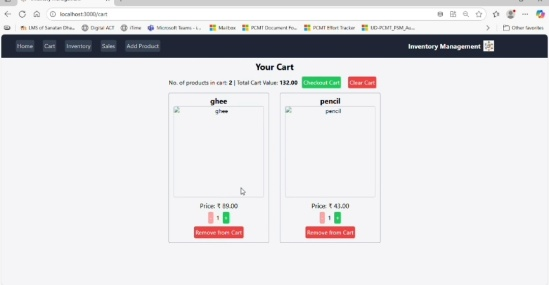 localhost:3000/cart
LMS of Sanatan Dha... Digital ACT iTime Microsoft Teams - i... Mailbox PCMT Document Fo... PCMT Effort Tracker UD-PCMT_PSM_As... Other favorites
Home Cart Inventory Sales Add Product Inventory Management
Your Cart
No. of products in cart: 2 | Total Cart Value: 132.00 Checkout Cart Clear Cart
ghee pencil
ghee pencil
Price: ₹ 89.00 Price: ₹ 43.00
- 1 + - 1 +
Remove from Cart Remove from Cart